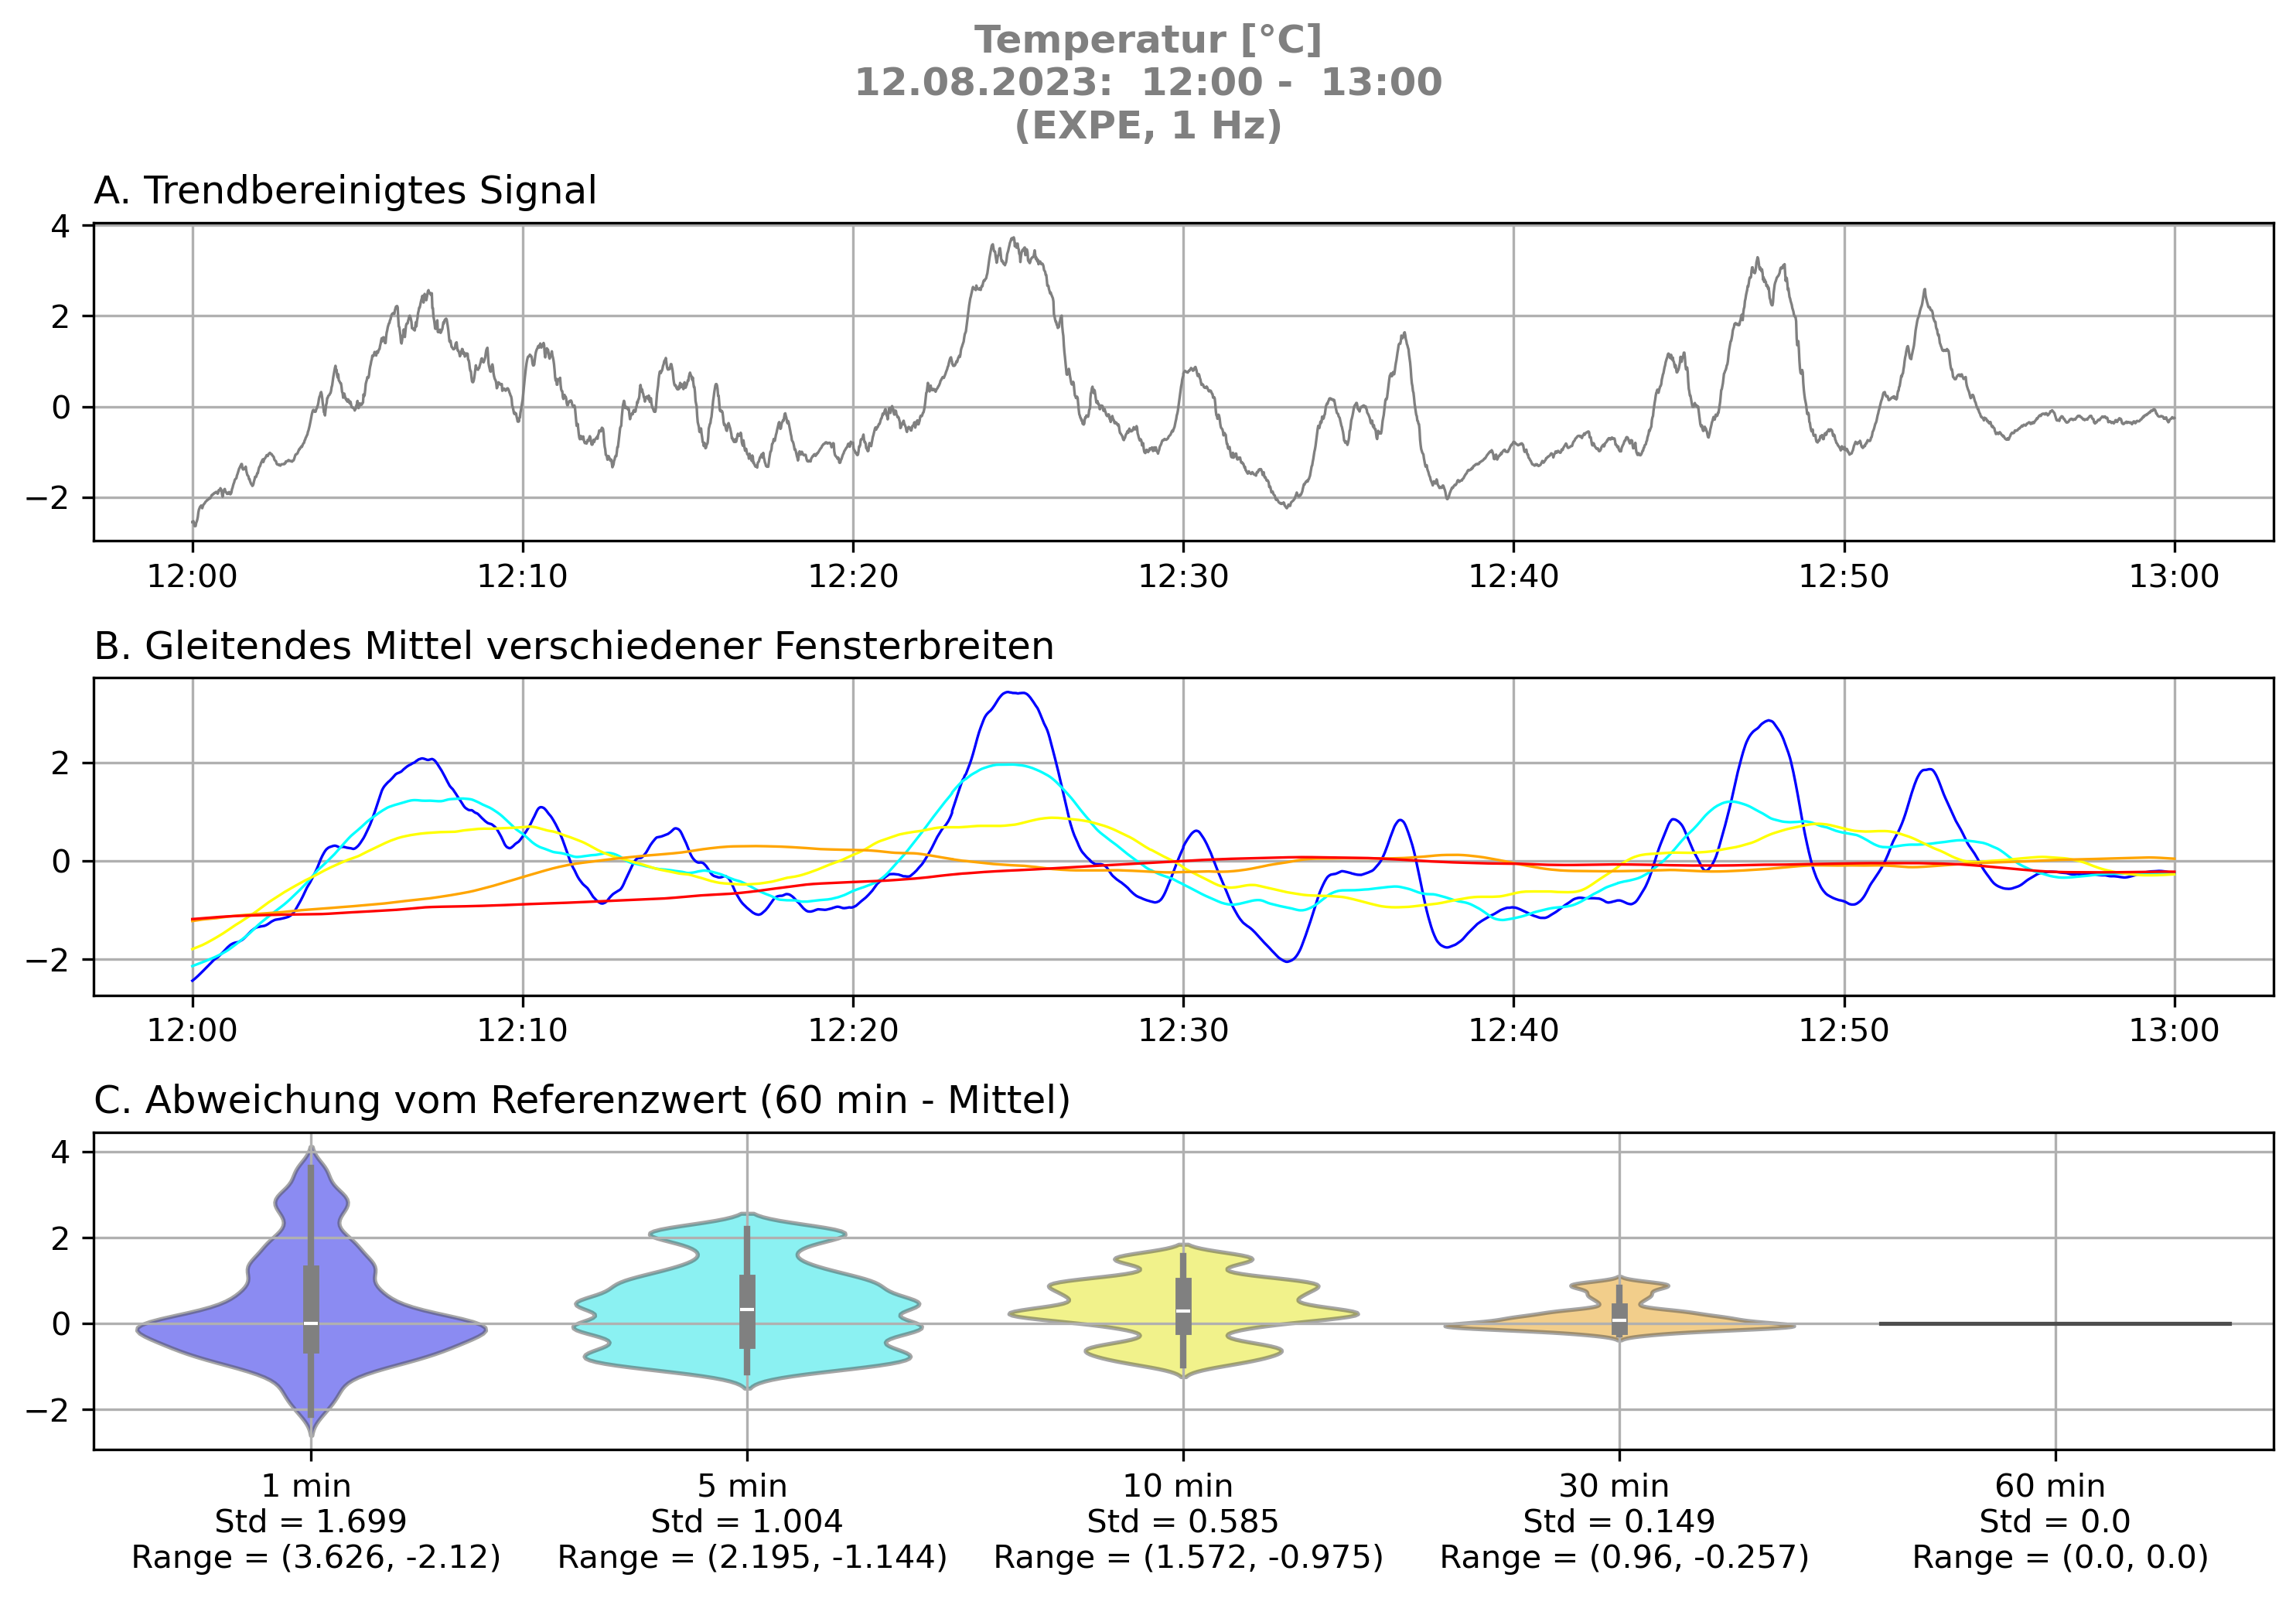 Temperatur [°C]
12.08.2023:  12:00 -  13:00
(EXPE, 1 Hz)
A. Trendbereinigtes Signal
4
2
0
−2
12:00 12:10 12:20 12:30 12:40 12:50 13:00
B. Gleitendes Mittel verschiedener Fensterbreiten
2
0
−2
12:00 12:10 12:20 12:30 12:40 12:50 13:00
C. Abweichung vom Referenzwert (60 min - Mittel)
4
2
0
−2
1 min 5 min 10 min 30 min 60 min
Std = 1.699 Std = 1.004 Std = 0.585 Std = 0.149 Std = 0.0
Range = (3.626, -2.12) Range = (2.195, -1.144) Range = (1.572, -0.975) Range = (0.96, -0.257) Range = (0.0, 0.0)